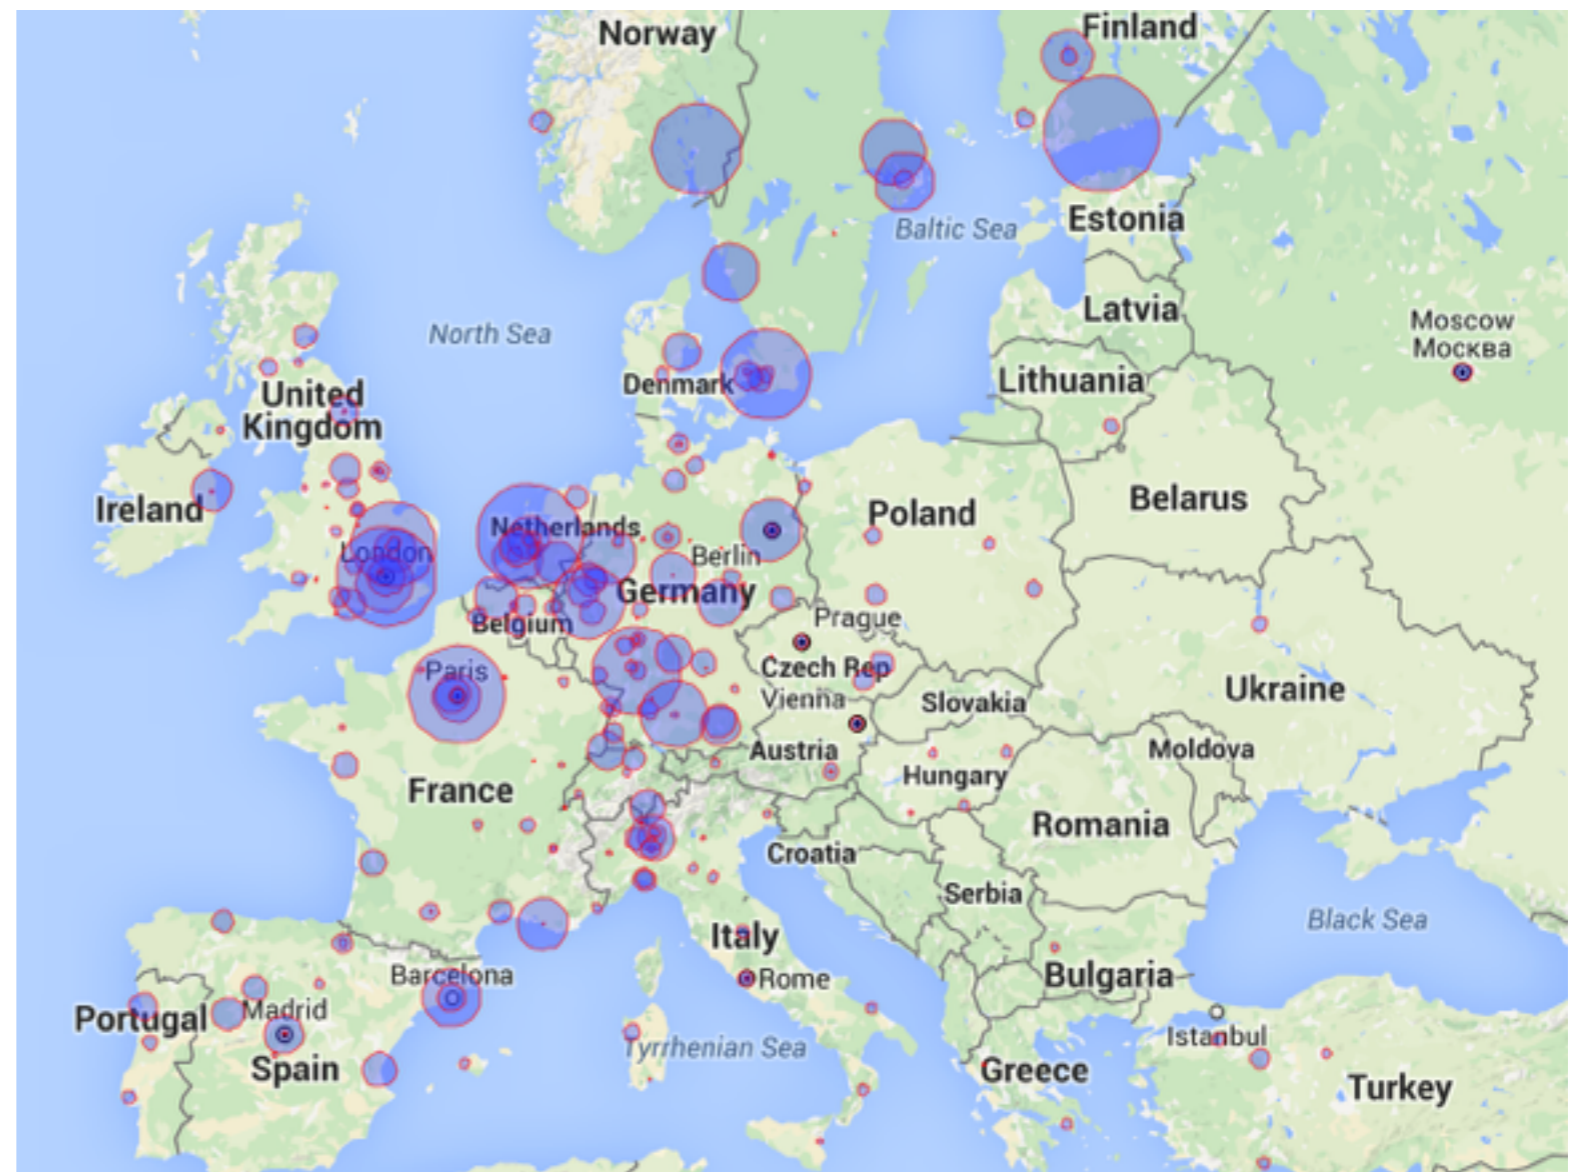 Norway
Finland
Estonia
Baltic Sea
Latvia
North Sea
Moscow
Москва
Denmark
Lithuania
United
Kingdom
Ireland
Netherlands
Poland
Belarus
London
Berlin
Germany
Belgium
Prague
Paris
Czech Rep
Vienna
Slovakia
Ukraine
Austria
Moldova
France
Hungary
Romania
Croatia
Serbia
Black Sea
Italy
Barcelona
Rome
Bulgaria
Portugal
Madrid
Istanbul
Tyrrhenian Sea
Spain
Greece
Turkey